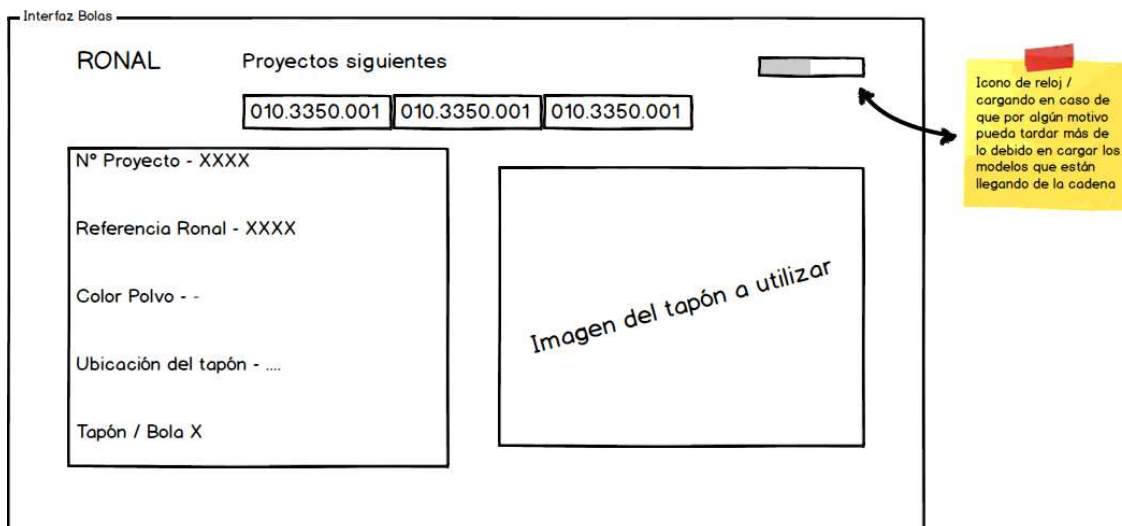 Interfaz Bolas
RONAL
Proyectos siguientes
010.3350.001 010.3350.001 010.3350.001
Nº Proyecto - XXXX
Referencia Ronal - XXXX
Color Polvo - -
Ubicación del tapón - ....
Tapón / Bola X
Imagen del tapón a utilizar
Icono de reloj /
cargando en caso de
que por algún motivo
pueda tardar más de
lo debido en cargar los
modelos que están
llegando de la cadena